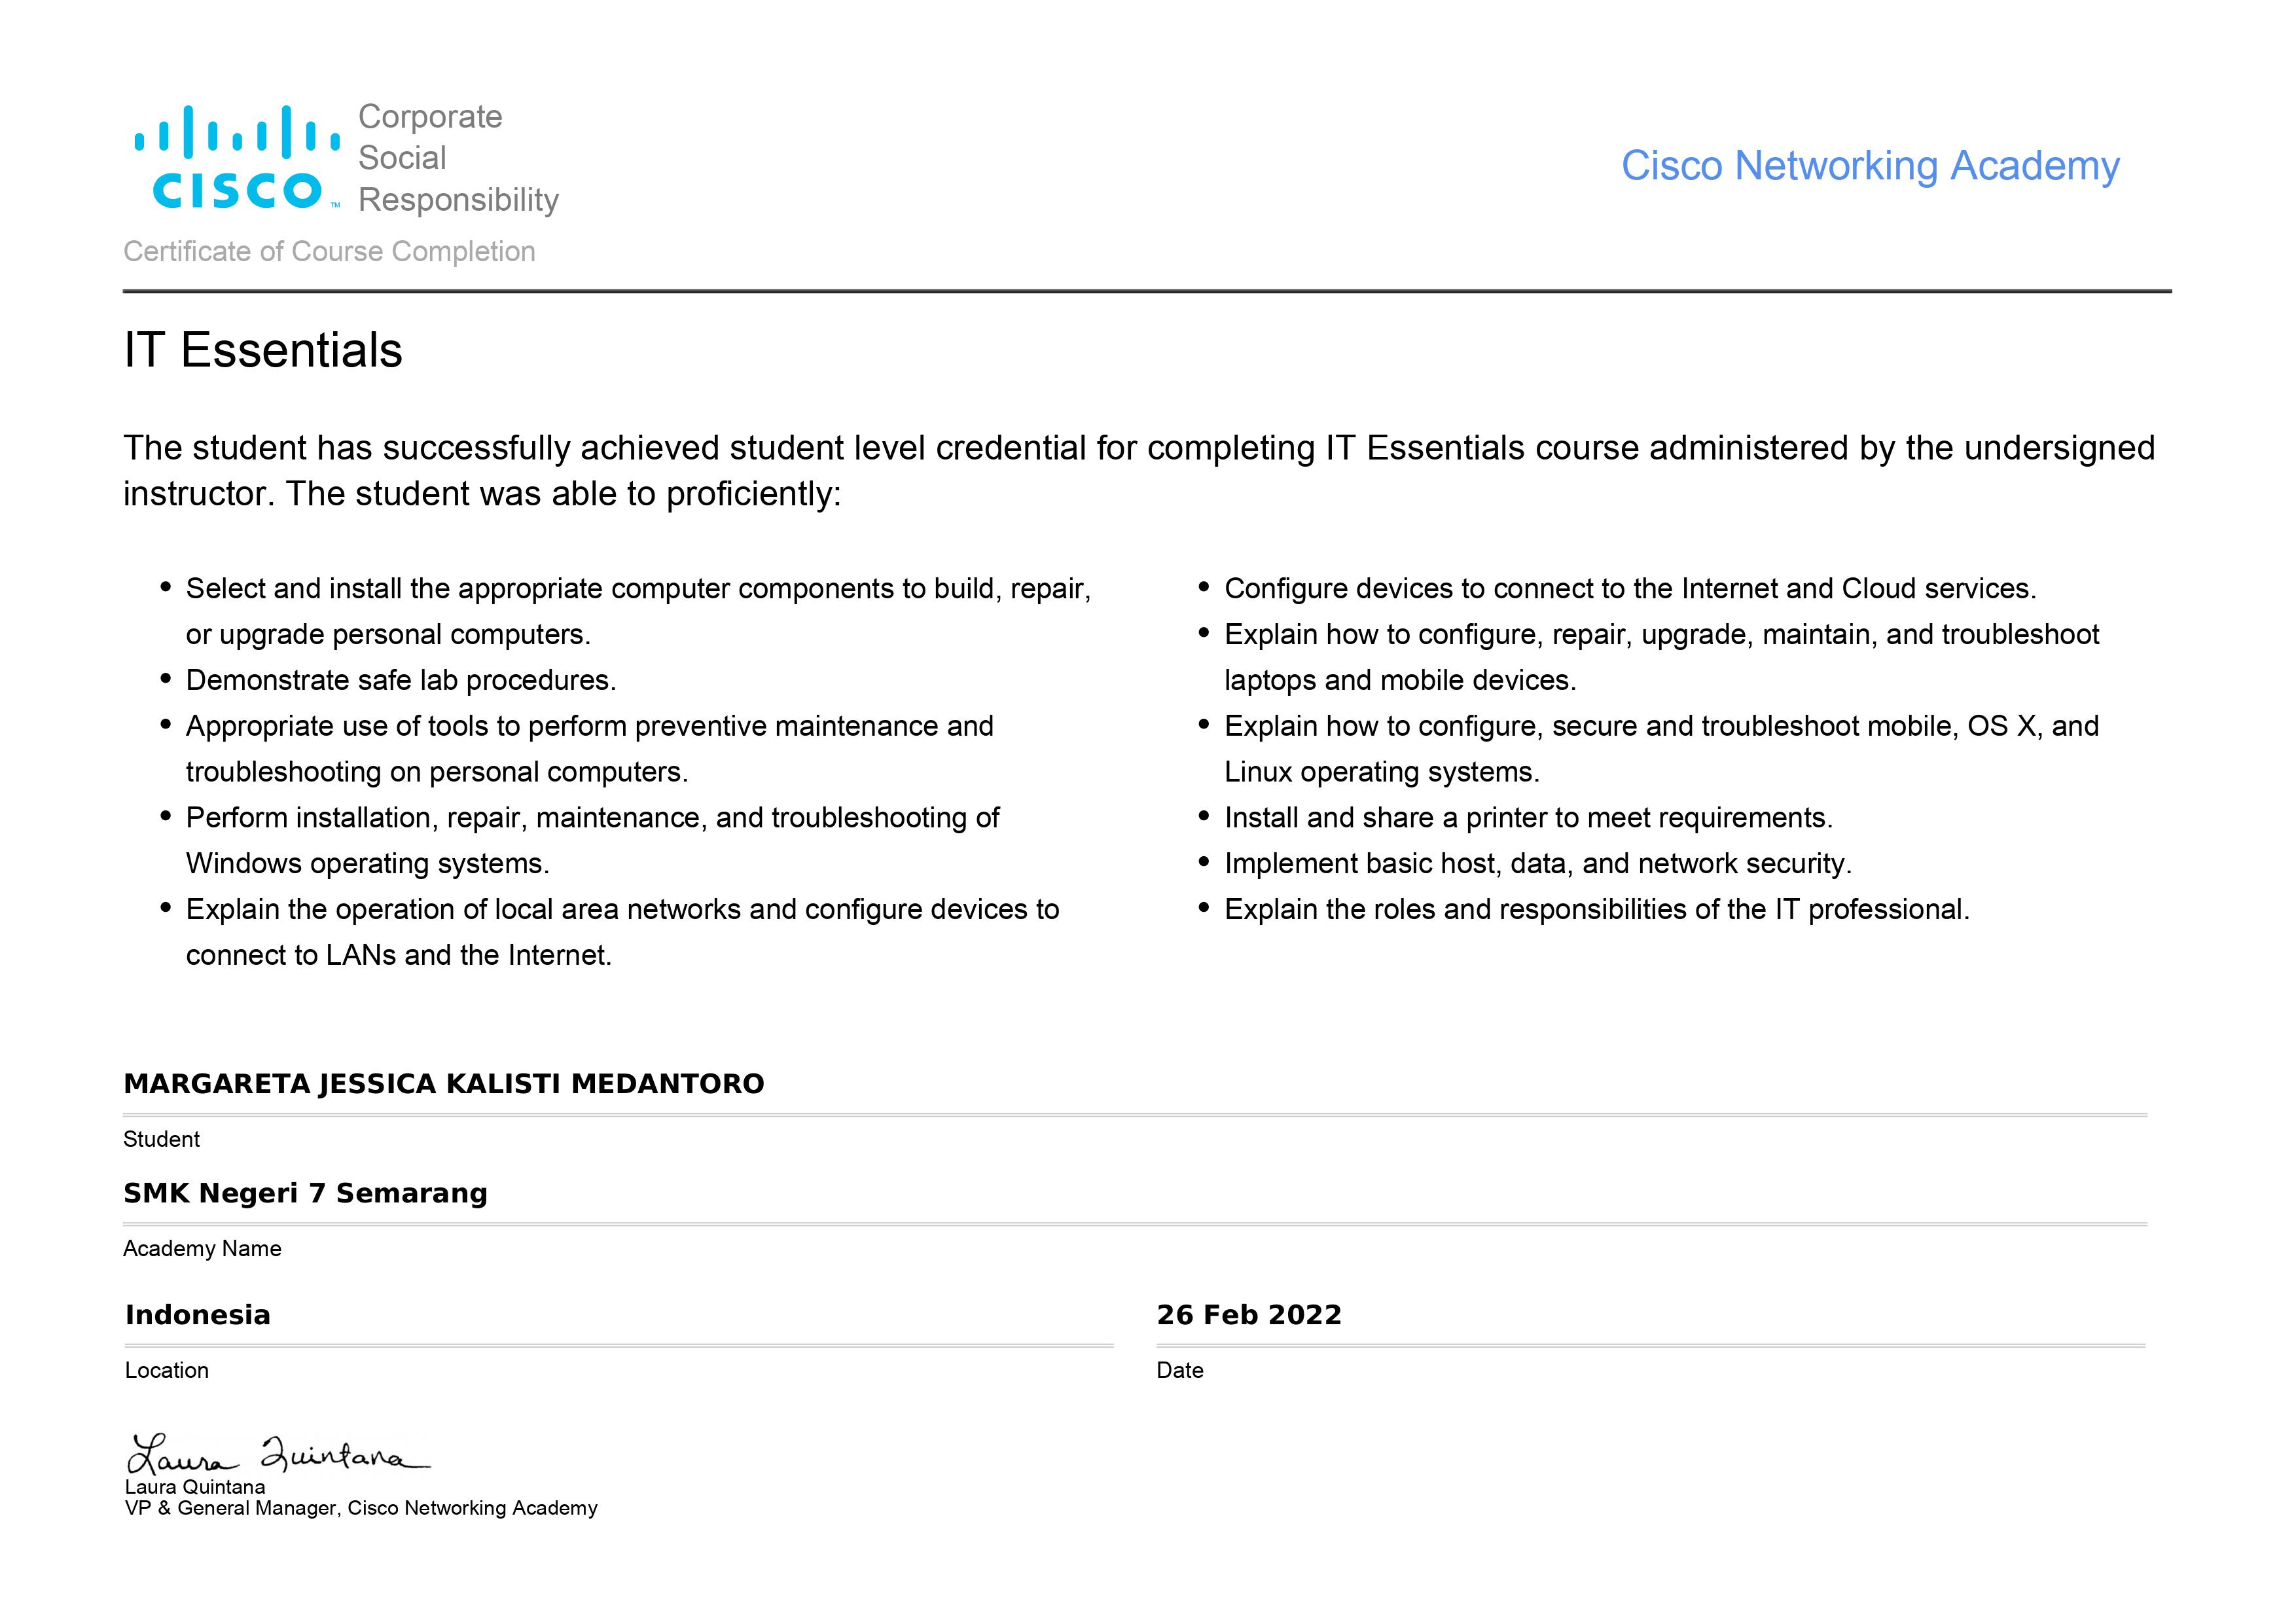 Corporate
Social
Responsibility
CISCO™
Cisco Networking Academy
Certificate of Course Completion
IT Essentials
The student has successfully achieved student level credential for completing IT Essentials course administered by the undersigned
instructor. The student was able to proficiently:
• Select and install the appropriate computer components to build, repair,
or upgrade personal computers.
• Demonstrate safe lab procedures.
• Appropriate use of tools to perform preventive maintenance and
troubleshooting on personal computers.
• Perform installation, repair, maintenance, and troubleshooting of
Windows operating systems.
• Explain the operation of local area networks and configure devices to
connect to LANs and the Internet.
• Configure devices to connect to the Internet and Cloud services.
• Explain how to configure, repair, upgrade, maintain, and troubleshoot
laptops and mobile devices.
• Explain how to configure, secure and troubleshoot mobile, OS X, and
Linux operating systems.
• Install and share a printer to meet requirements.
• Implement basic host, data, and network security.
• Explain the roles and responsibilities of the IT professional.
MARGARETA JESSICA KALISTI MEDANTORO
Student
SMK Negeri 7 Semarang
Academy Name
Indonesia
Location
26 Feb 2022
Date
Laura Quintana
Laura Quintana
VP & General Manager, Cisco Networking Academy